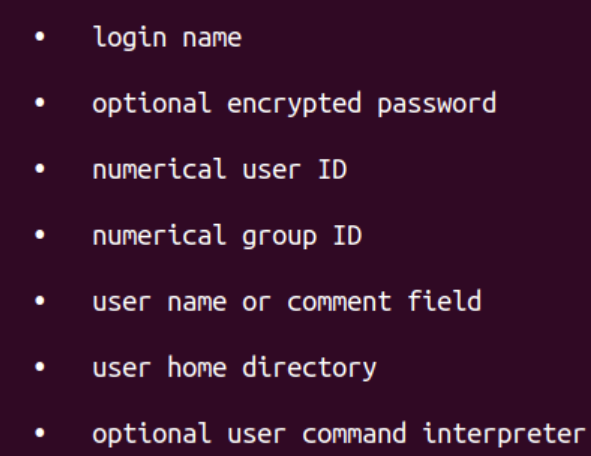 • login name
• optional encrypted password
• numerical user ID
• numerical group ID
• user name or comment field
• user home directory
• optional user command interpreter